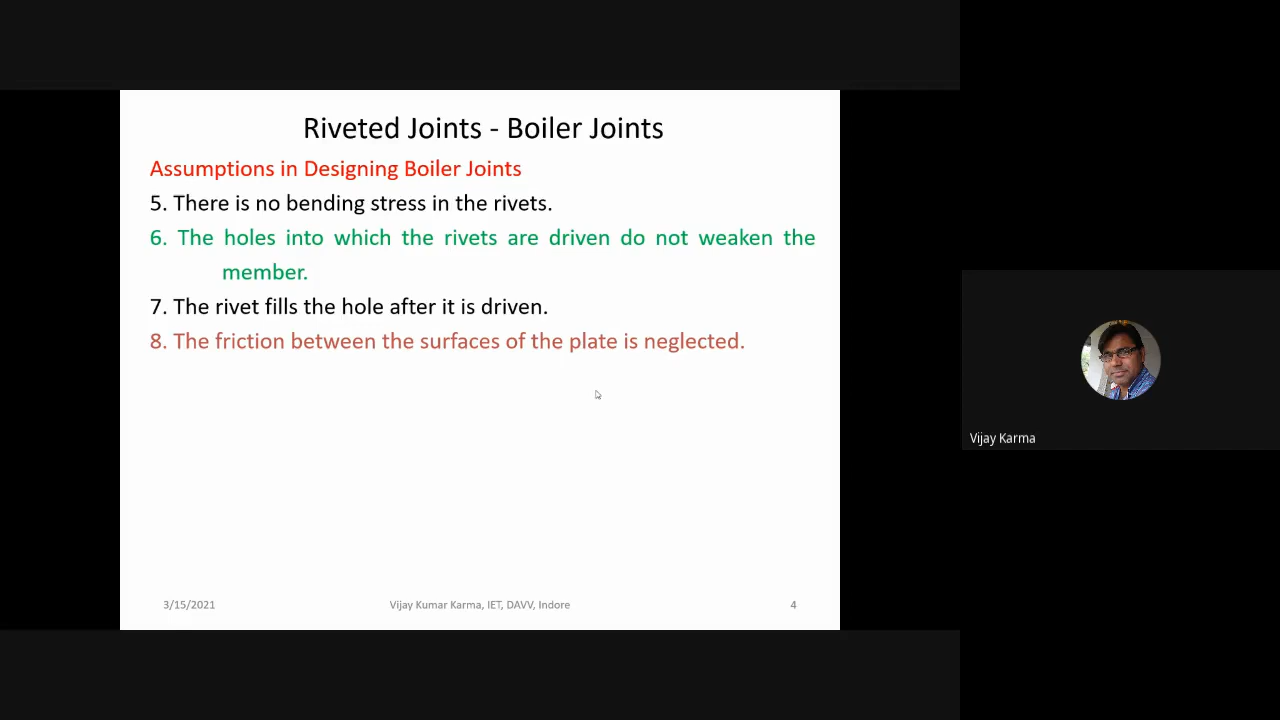 Riveted Joints - Boiler Joints
Assumptions in Designing Boiler Joints
5. There is no bending stress in the rivets.
6. The holes into which the rivets are driven do not weaken the
member.
7. The rivet fills the hole after it is driven.
8. The friction between the surfaces of the plate is neglected.
Vijay Karma
3/15/2021
Vijay Kumar Karma, IET, DAVV, Indore
4